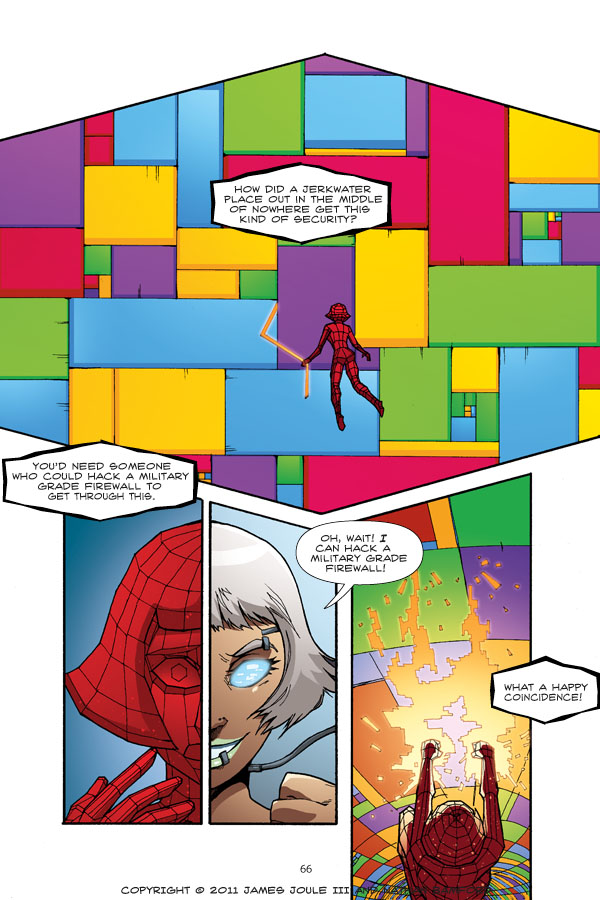 HOW DID A JERKWATER
PLACE OUT IN THE MIDDLE
OF NOWHERE GET THIS
KIND OF SECURITY?
YOU'D NEED SOMEONE
WHO COULD HACK A MILITARY
GRADE FIREWALL TO
GET THROUGH THIS.
OH, WAIT! I
CAN HACK A
MILITARY GRADE
FIREWALL!
WHAT A HAPPY
COINCIDENCE!
66
COPYRIGHT © 2011 JAMES JOULE III AND